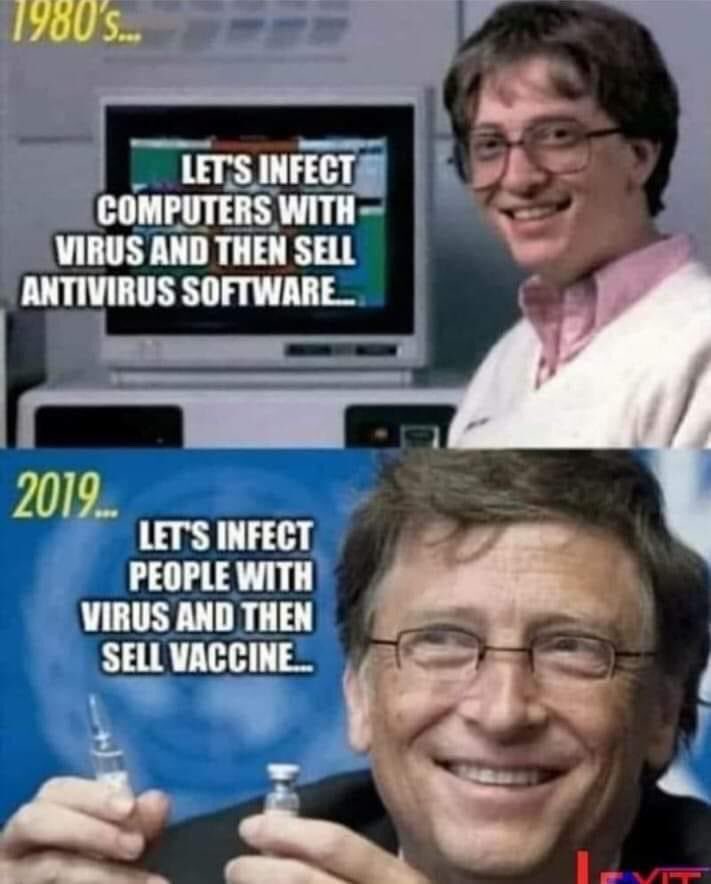 1980's...
LET'S INFECT
COMPUTERS WITH
VIRUS AND THEN SELL
ANTIVIRUS SOFTWARE...
2019...
LET'S INFECT
PEOPLE WITH
VIRUS AND THEN
SELL VACCINE...